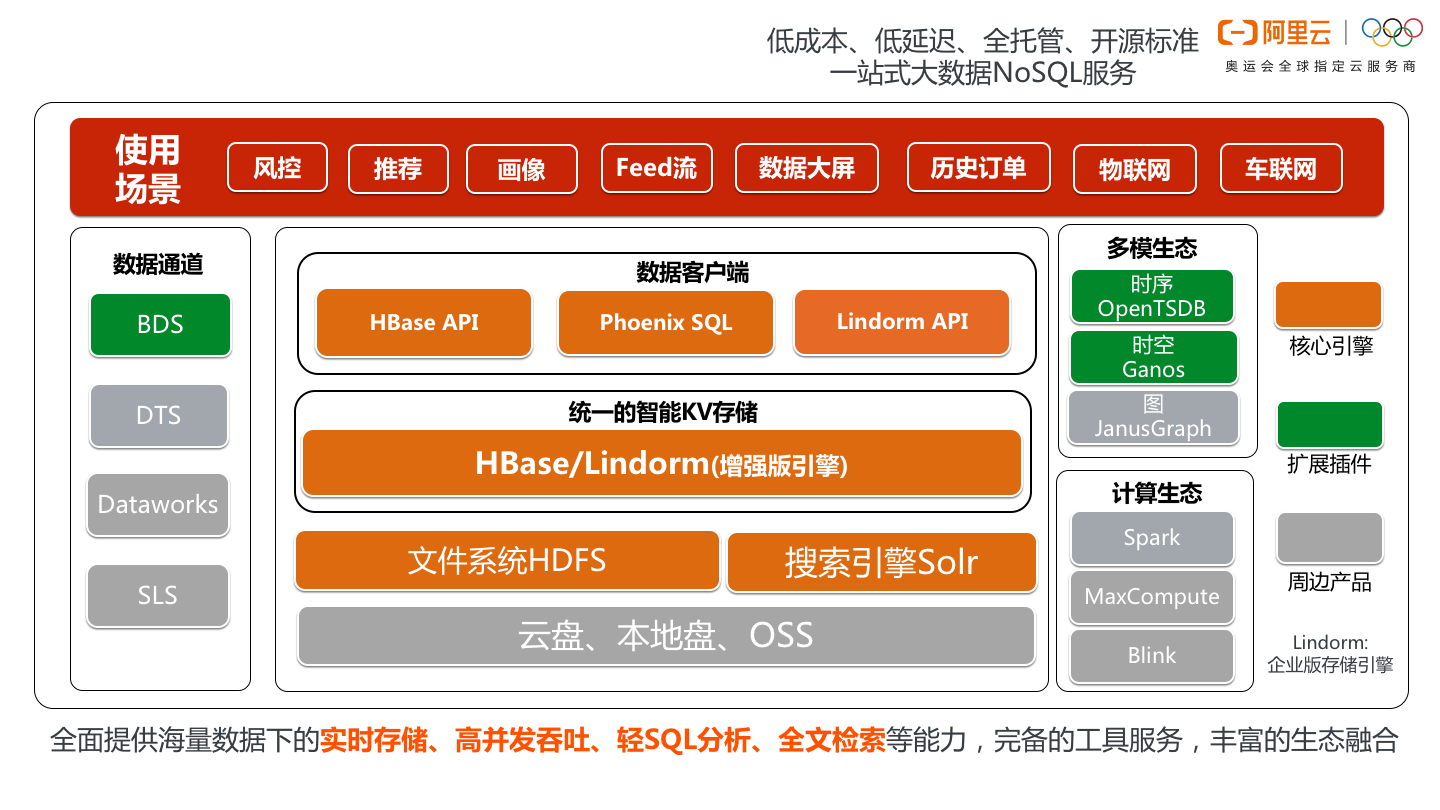 低成本、低延迟、全托管、开源标准
一站式大数据NoSQL服务
阿里云
奥运会全球指定云服务商
使用
场景
风控
推荐
画像
Feed流
数据大屏
历史订单
物联网
车联网
数据通道
BDS
DTS
Dataworks
SLS
数据客户端
HBase API
Phoenix SQL
Lindorm API
统一的智能KV存储
HBase/Lindorm(增强版引擎)
文件系统HDFS
搜索引擎Solr
云盘、本地盘、OSS
多模生态
时序
OpenTSDB
时空
Ganos
图
JanusGraph
计算生态
Spark
MaxCompute
Blink
核心引擎
扩展插件
周边产品
Lindorm:
企业版存储引擎
全面提供海量数据下的实时存储、高并发吞吐、轻SQL分析、全文检索等能力，完备的工具服务，丰富的生态融合